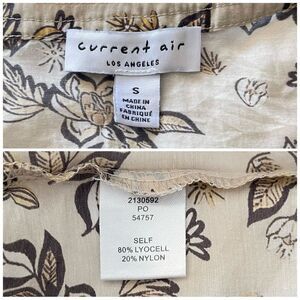 current air
LOS ANGELES
S
MADE IN
CHINA
FABRIQUÉ
EN CHINE
2130592
PO
54757
SELF
80% LYOCELL
20% NYLON